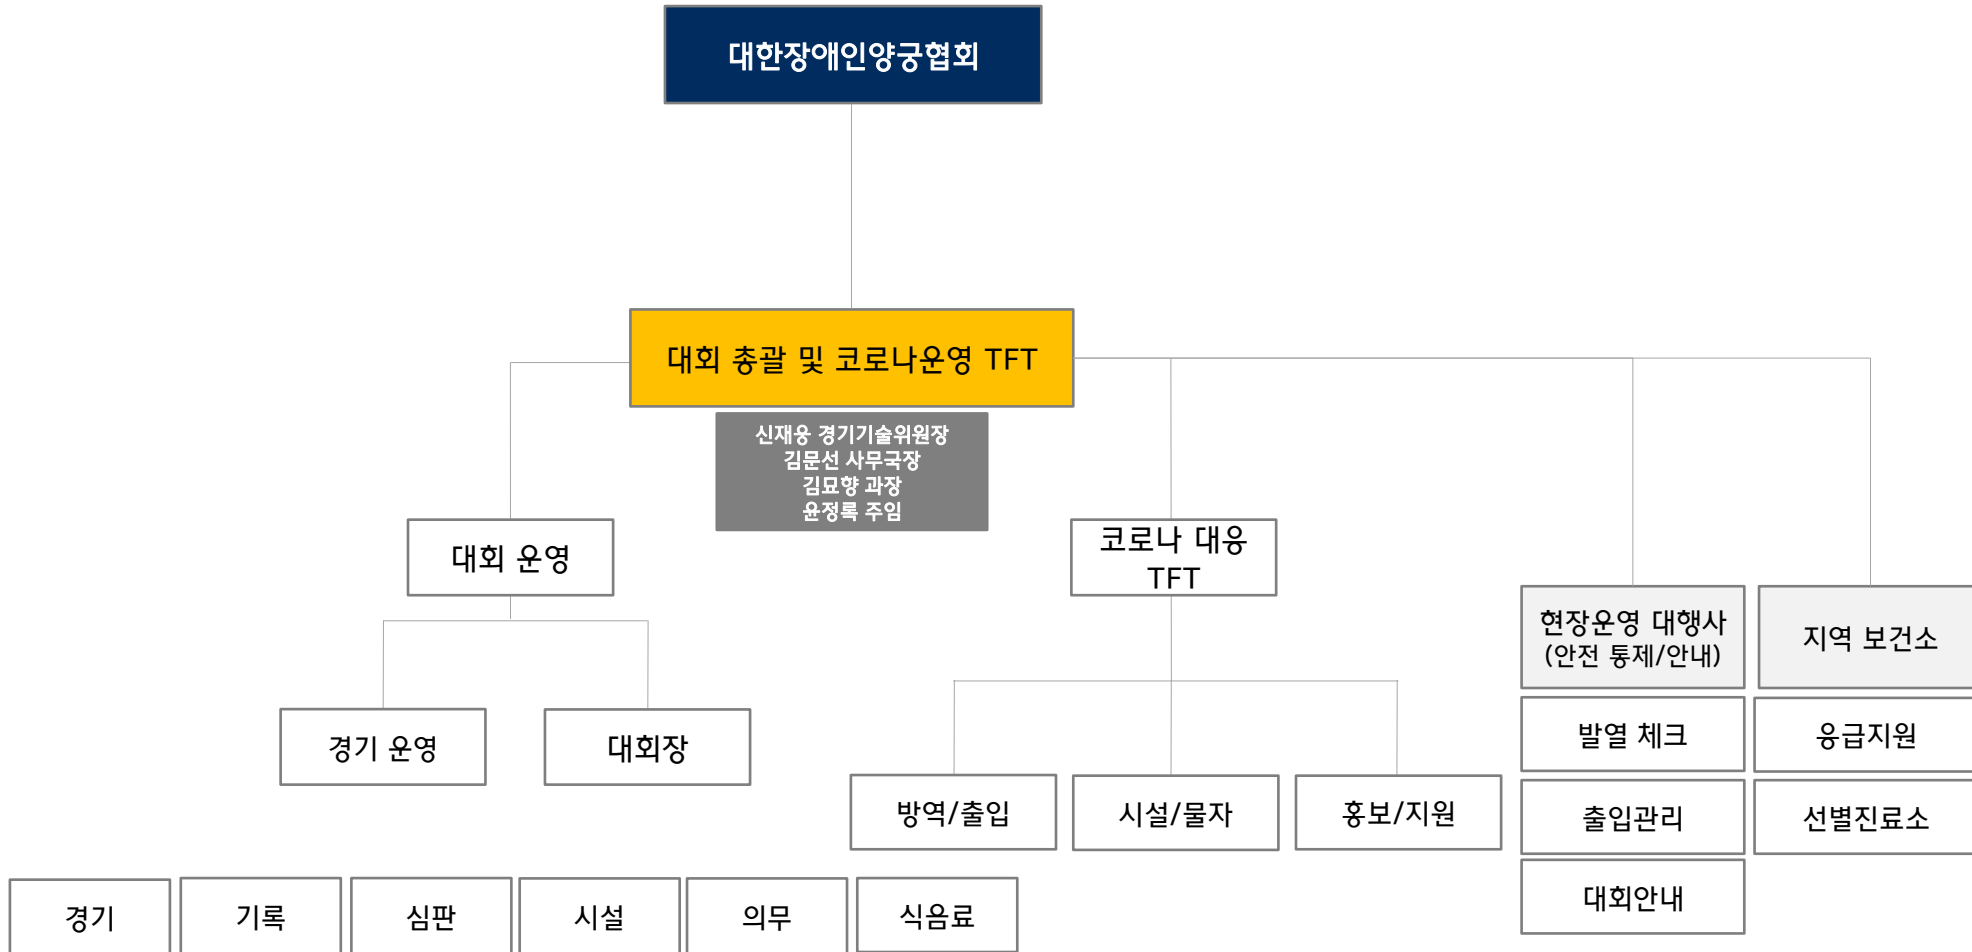 대한장애인양궁협회
대회 총괄 및 코로나운영 TFT
신재용 경기기술위원장
김문선 사무국장
김묘향 과장
윤정록 주임
대회 운영
코로나 대응
TFT
현장운영 대행사
(안전 통제/안내)
지역 보건소
경기 운영
대회장
발열 체크
응급지원
방역/출입
시설/물자
홍보/지원
출입관리
선별진료소
대회안내
경기
기록
심판
시설
의무
식음료